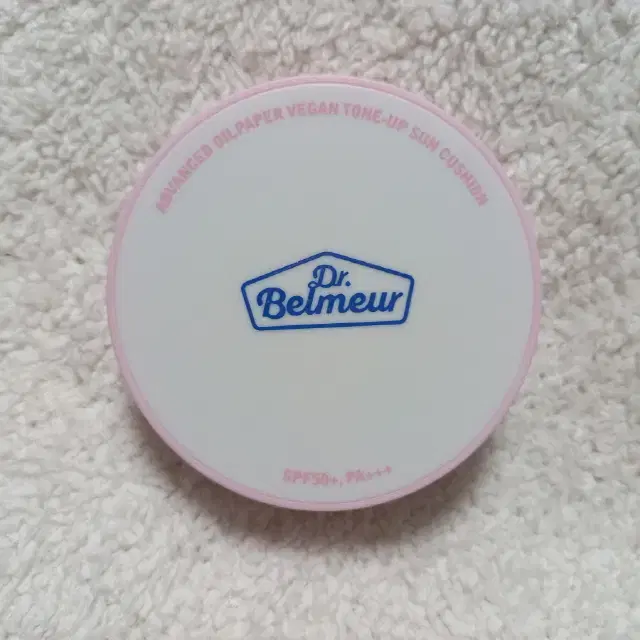 ADVANCED OILPAPER VEGAN TONE-UP SUN CUSHION
Dr.
Belmeur
SPF50+, PA+++